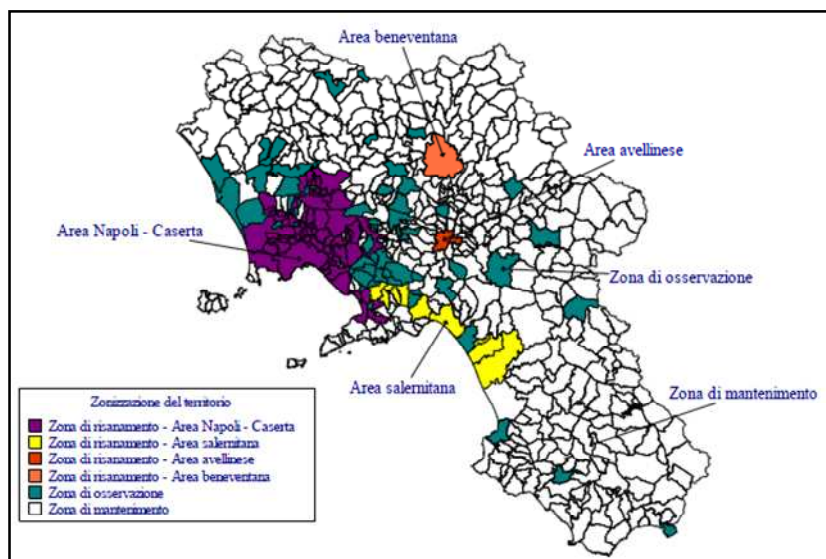 Area beneventana
Area avellinese
Area Napoli - Caserta
Zona di osservazione
Area salernitana
Zona di mantenimento
Zonizzazione del territorio
Zona di risanamento - Area Napoli - Caserta
Zona di risanamento - Area salernitana
Zona di risanamento - Area avellinese
Zona di risanamento - Area beneventana
Zona di osservazione
Zona di mantenimento